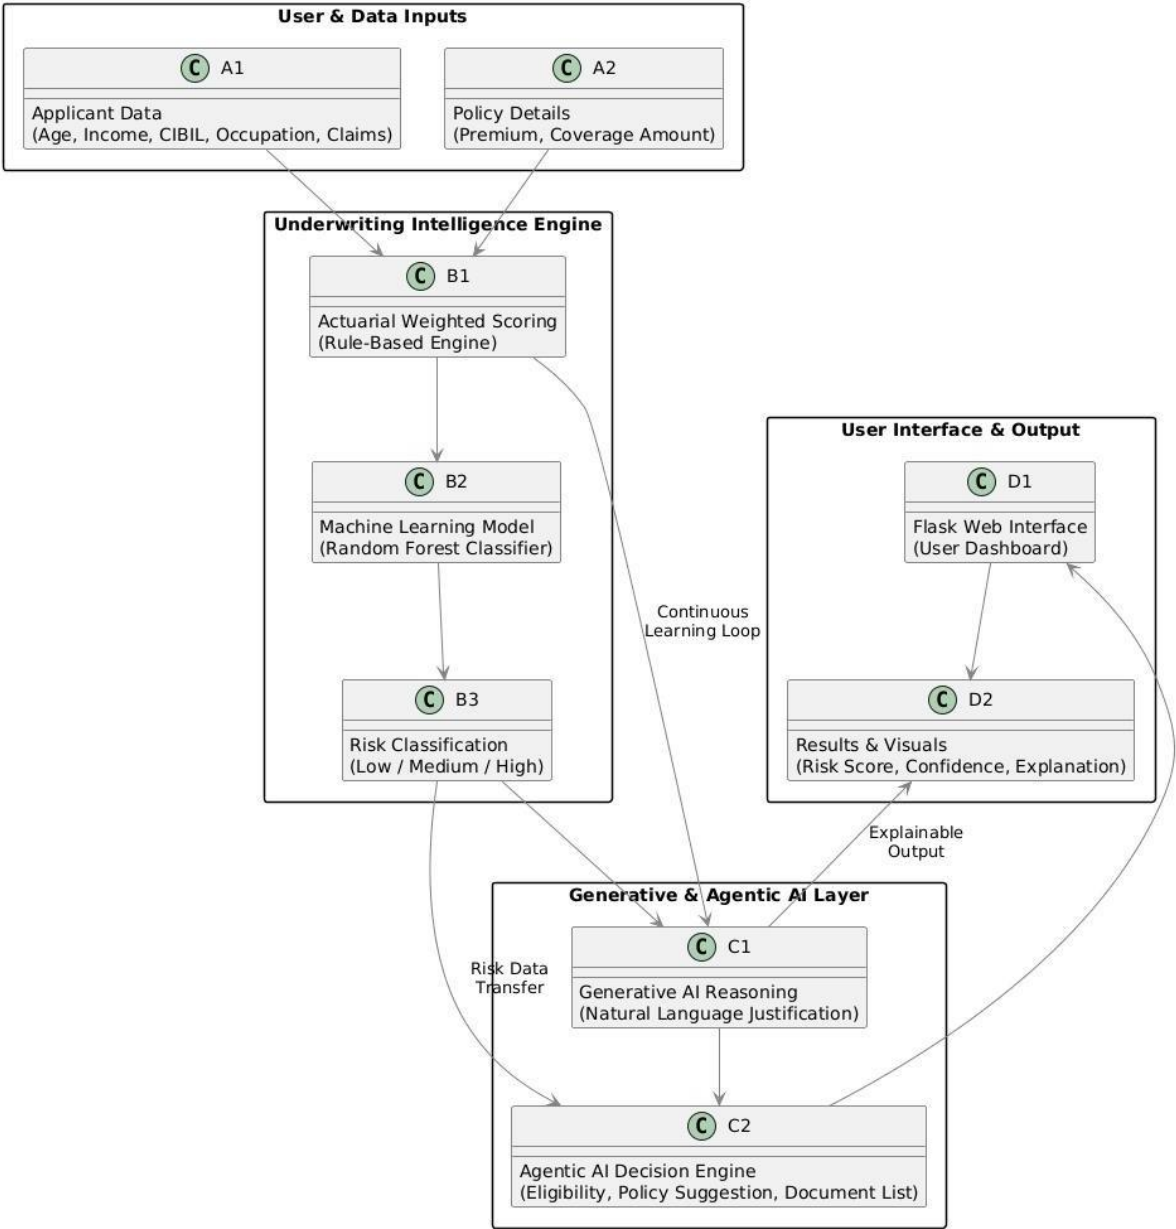 User & Data Inputs
C A1
Applicant Data
(Age, Income, CIBIL, Occupation, Claims)
C A2
Policy Details
(Premium, Coverage Amount)
Underwriting Intelligence Engine
C B1
Actuarial Weighted Scoring
(Rule-Based Engine)
C B2
Machine Learning Model
(Random Forest Classifier)
C B3
Risk Classification
(Low / Medium / High)
Continuous
Learning Loop
User Interface & Output
C D1
Flask Web Interface
(User Dashboard)
C D2
Results & Visuals
(Risk Score, Confidence, Explanation)
Explainable
Output
Risk Data
Transfer
Generative & Agentic AI Layer
C C1
Generative AI Reasoning
(Natural Language Justification)
C C2
Agentic AI Decision Engine
(Eligibility, Policy Suggestion, Document List)